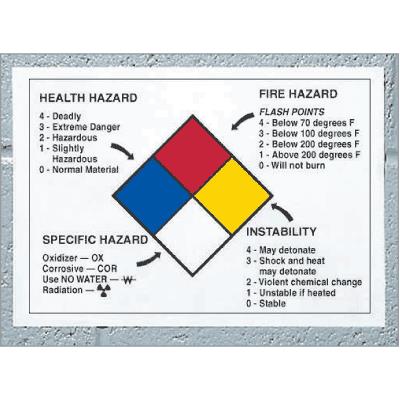 HEALTH HAZARD
4 - Deadly
3 - Extreme Danger
2 - Hazardous
1 - Slightly
Hazardous
0 - Normal Material
FIRE HAZARD
FLASH POINTS
4 - Below 70 degrees F
3 - Below 100 degrees F
2 - Below 200 degrees F
1 - Above 200 degrees F
0 - Will not burn
SPECIFIC HAZARD
Oxidizer — OX
Corrosive — COR
Use NO WATER — W
Radiation —
INSTABILITY
4 - May detonate
3 - Shock and heat
may detonate
2 - Violent chemical change
1 - Unstable if heated
0 - Stable